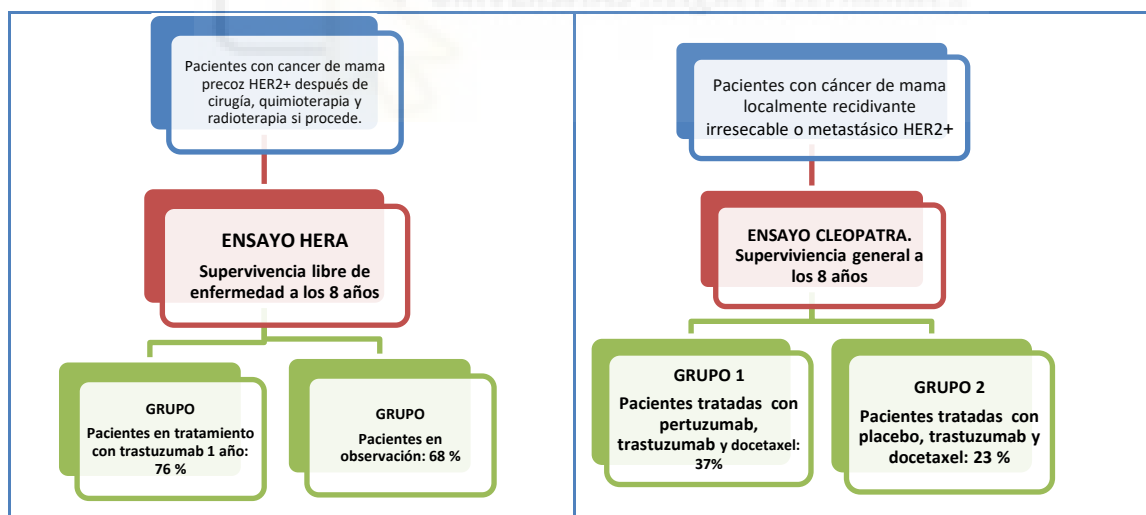 Pacientes con cancer de mama
precoz HER2+ después de
cirugía, quimioterapia y
radioterapia si procede.
ENSAYO HERA
Supervivencia libre de
enfermedad a los 8 años
GRUPO
Pacientes en tratamiento
con trastuzumab 1 año:
76 %
GRUPO
Pacientes en
observación: 68 %
Pacientes con cáncer de mama
localmente recidivante
irresecable o metastásico HER2+
ENSAYO CLEOPATRA.
Superviviencia general a
los 8 años
GRUPO 1
Pacientes tratadas con
pertuzumab,
trastuzumab y docetaxel:
37%
GRUPO 2
Pacientes tratadas con
placebo, trastuzumab y
docetaxel: 23 %